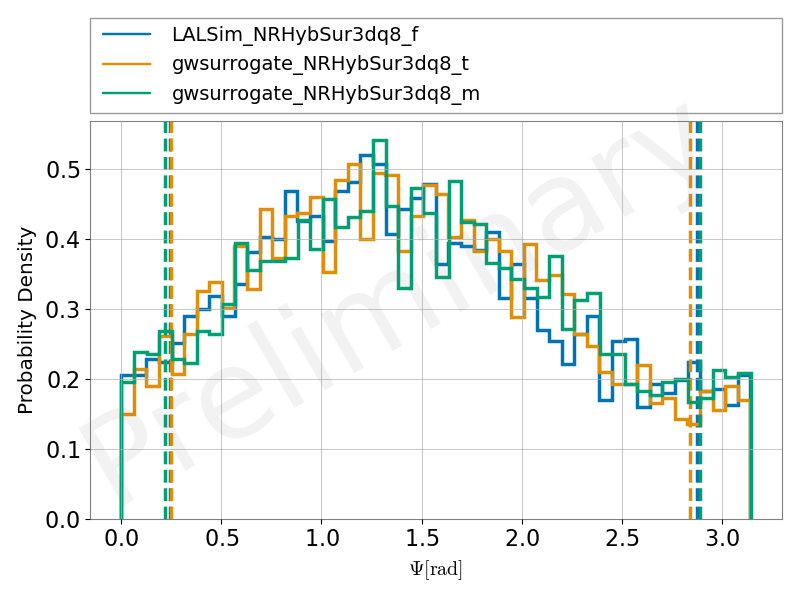 LALSim_NRHybSur3dq8_f
gwsurrogate_NRHybSur3dq8_t
gwsurrogate_NRHybSur3dq8_m
Preliminary
Probability Density
0.5
0.4
0.3
0.2
0.1
0.0
0.0 0.5 1.0 1.5 2.0 2.5 3.0
Ψ[rad]